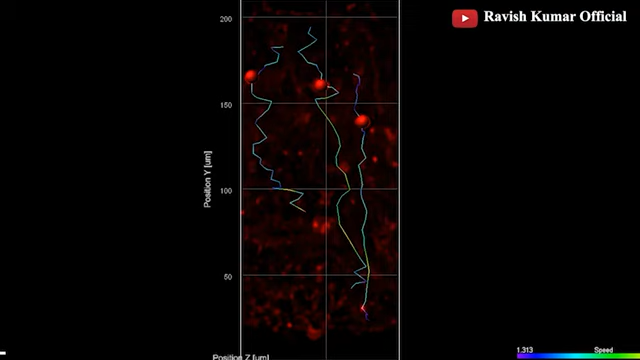 Ravish Kumar Official
200
150
Position Y [um]
100
50
Position Z [um]
1.313
Speed